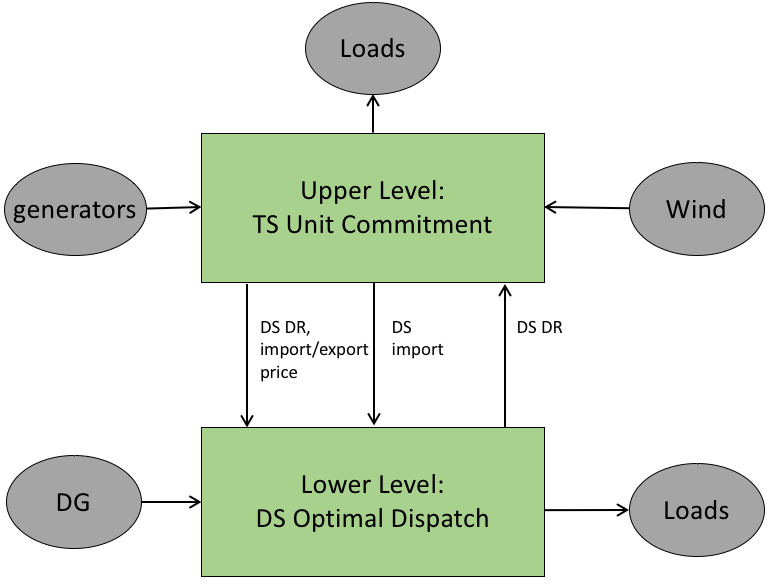 Loads
generators
Upper Level:
TS Unit Commitment
Wind
DS DR,
import/export
price
DS
import
DS DR
DG
Lower Level:
DS Optimal Dispatch
Loads